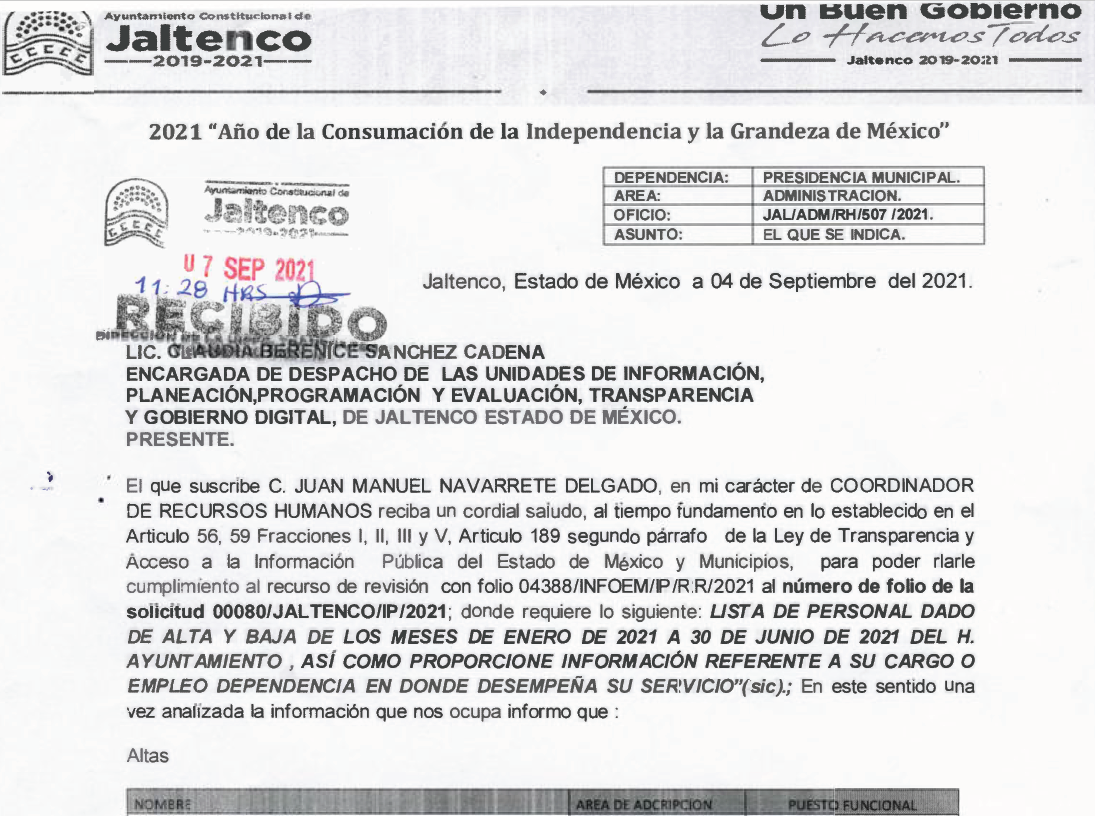 Ayuntamiento Constitucional de
Jaltenco
2019-2021
Un Buen Gobierno
Lo Hacemos Todos
Jaltenco 2019-2021
2021 “Año de la Consumación de la Independencia y la Grandeza de México”
DEPENDENCIA: PRESIDENCIA MUNICIPAL.
AREA: ADMINISTRACION.
OFICIO: JAL/ADM/RH/507 /2021.
ASUNTO: EL QUE SE INDICA.
Ayuntamiento Constitucional de
Jaltenco
2019-2021
07 SEP 2021
11:28 HRS
RECIBIDO
DIRECCIÓN DE LA
Jaltenco, Estado de México a 04 de Septiembre del 2021.
LIC. CLAUDIA BERENICE SANCHEZ CADENA
ENCARGADA DE DESPACHO DE LAS UNIDADES DE INFORMACIÓN,
PLANEACIÓN,PROGRAMACIÓN Y EVALUACIÓN, TRANSPARENCIA
Y GOBIERNO DIGITAL, DE JALTENCO ESTADO DE MÉXICO.
PRESENTE.
El que suscribe C. JUAN MANUEL NAVARRETE DELGADO, en mi carácter de COORDINADOR
DE RECURSOS HUMANOS reciba un cordial saludo, al tiempo fundamento en lo establecido en el
Articulo 56, 59 Fracciones I, II, III y V, Articulo 189 segundo párrafo de la Ley de Transparencia y
Acceso a la Información Pública del Estado de México y Municipios, para poder rlarle
cumplimiento al recurso de revisión con folio 04388/INFOEM/IP/R'R/2021 al número de folio de la
solicitud 00080/JALTENCO/IP/2021; donde requiere lo siguiente: LISTA DE PERSONAL DADO
DE ALTA Y BAJA DE LOS MESES DE ENERO DE 2021 A 30 DE JUNIO DE 2021 DEL H.
AYUNTAMIENTO , ASÍ COMO PROPORCIONE INFORMACIÓN REFERENTE A SU CARGO O
EMPLEO DEPENDENCIA EN DONDE DESEMPEÑA SU SERVICIO”(sic).; En este sentido una
vez analizada la información que nos ocupa informo que :
Altas
NOMBRE AREA DE ADCRIPCION PUESTO FUNCIONAL